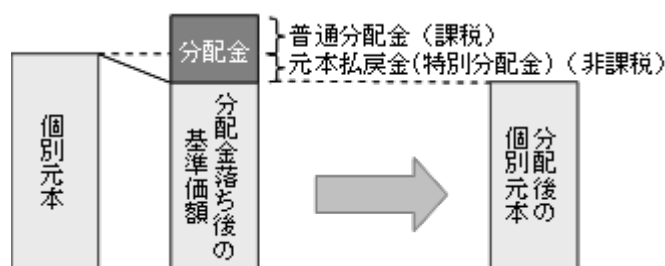 分配金
普通分配金（課税）
元本払戻金(特別分配金)（非課税）
個別元本
分配金落ち後の
基準価額
分配後の
個別元本